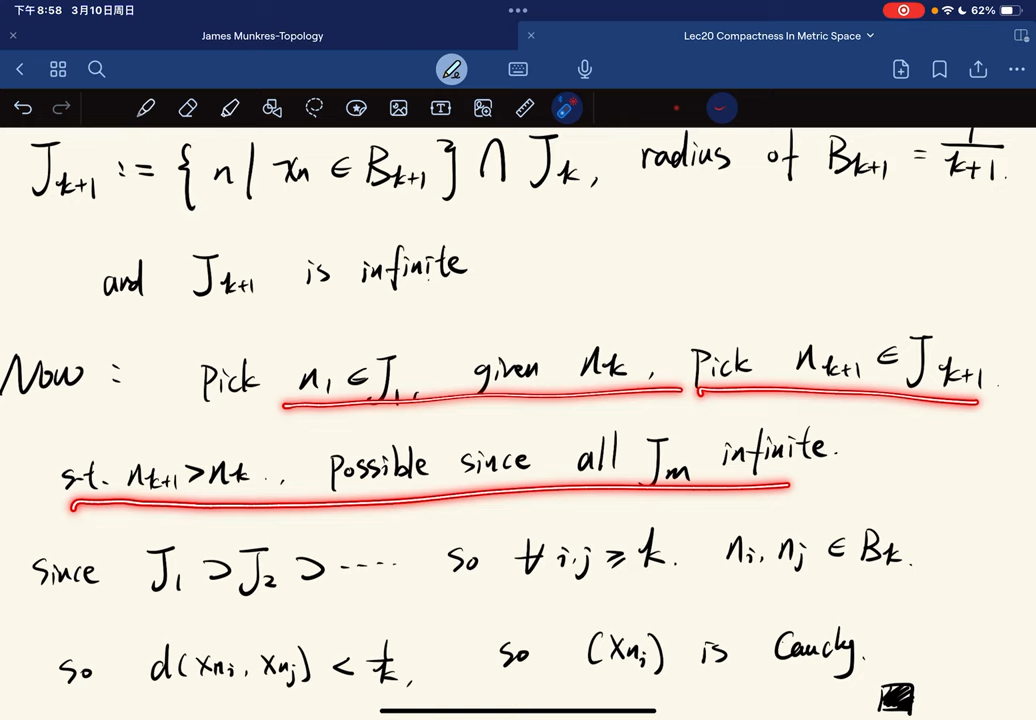 下午8:58 3月10日周日
62%
James Munkres-Topology
Lec20 Compactness In Metric Space
J_{k+1} := { n | x_n ∈ B_{k+1} } ∩ J_k, radius of B_{k+1} = 1/(k+1).
and J_{k+1} is infinite
Now : Pick n_1 ∈ J_1, given n_k, Pick n_{k+1} ∈ J_{k+1}.
s.t. n_{k+1} > n_k.., Possible since all J_m infinite.
since J_1 ⊃ J_2 ⊃ ···· so ∀ i,j ≥ k. n_i, n_j ∈ B_k.
so d(x_{n_i}, x_{n_j}) < 1/k, so (x_{n_i}) is Cauchy.